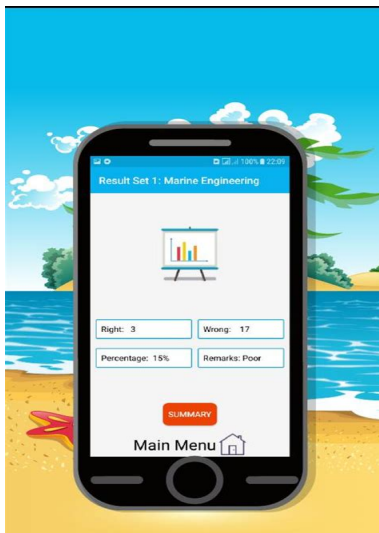 100% 22:09
Result Set 1: Marine Engineering
Right: 3
Wrong: 17
Percentage: 15%
Remarks: Poor
SUMMARY
Main Menu